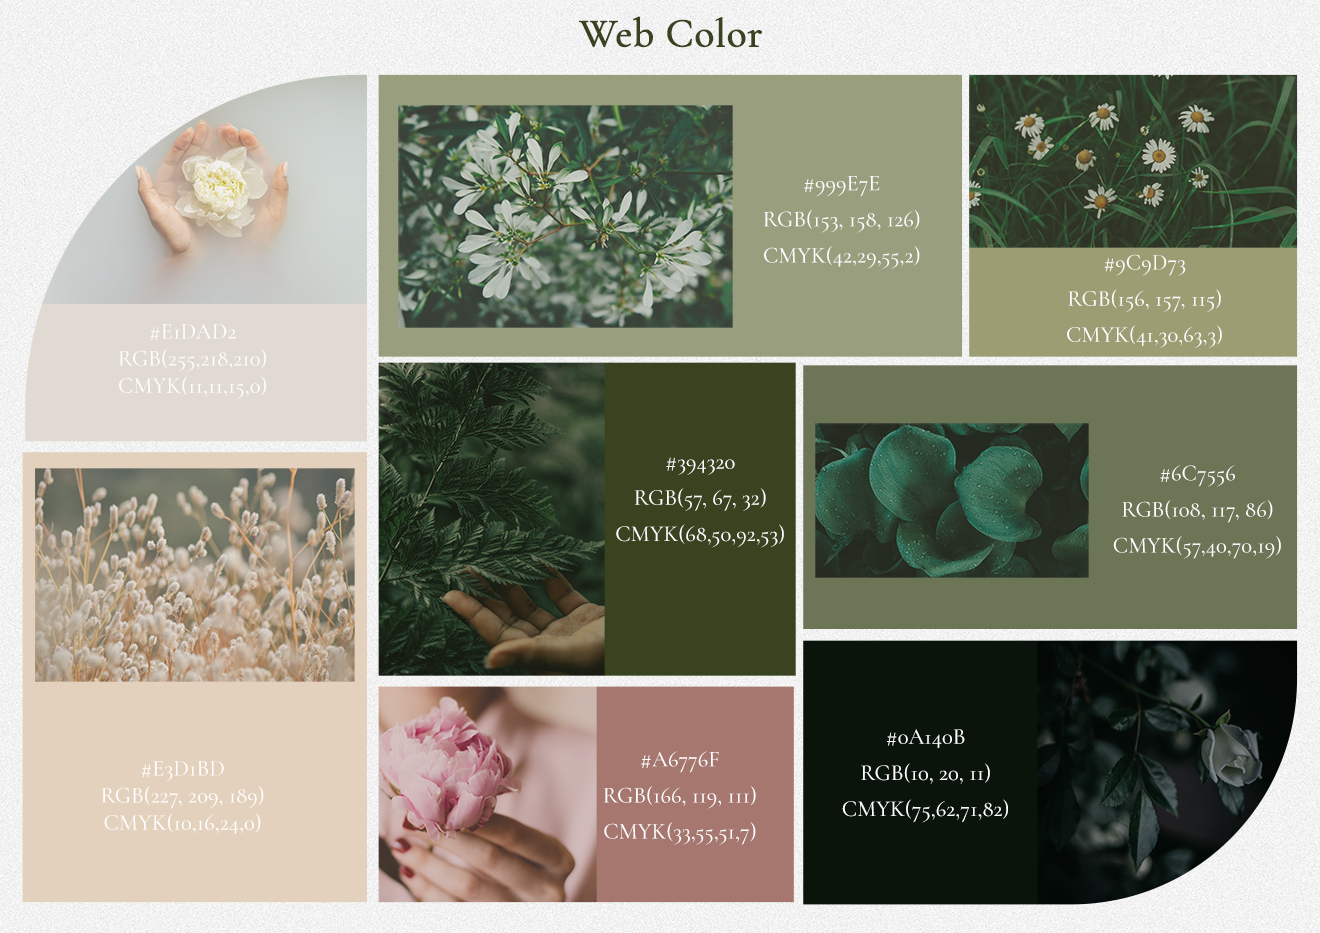 Web Color
#E1DAD2
RGB(255,218,210)
CMYK(11,11,15,0)
#999E7E
RGB(153, 158, 126)
CMYK(42,29,55,2)
#9C9D73
RGB(156, 157, 115)
CMYK(41,30,63,3)
#394320
RGB(57, 67, 32)
CMYK(68,50,92,53)
#6C7556
RGB(108, 117, 86)
CMYK(57,40,70,19)
#E3D1BD
RGB(227, 209, 189)
CMYK(10,16,24,0)
#A6776F
RGB(166, 119, 111)
CMYK(33,55,51,7)
#0A140B
RGB(10, 20, 11)
CMYK(75,62,71,82)